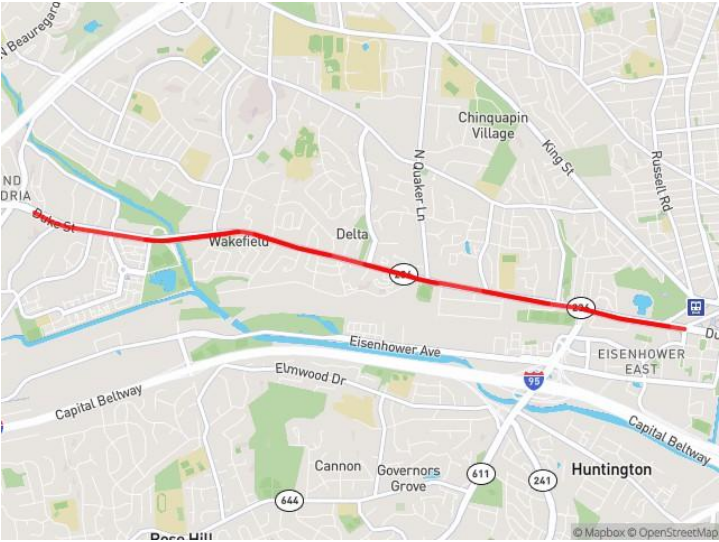 N Beauregard
Chinquapin
Village
King St
Russell Rd
N Quaker Ln
ND
DRIA
Duke St
Wakefield
Delta
236
236
Du
EISENHOWER
EAST
Eisenhower Ave
Elmwood Dr
95
Capital Beltway
Capital Beltway
Cannon
Governors
Grove
611
241
Huntington
644
Rose Hill
© Mapbox © OpenStreetMap